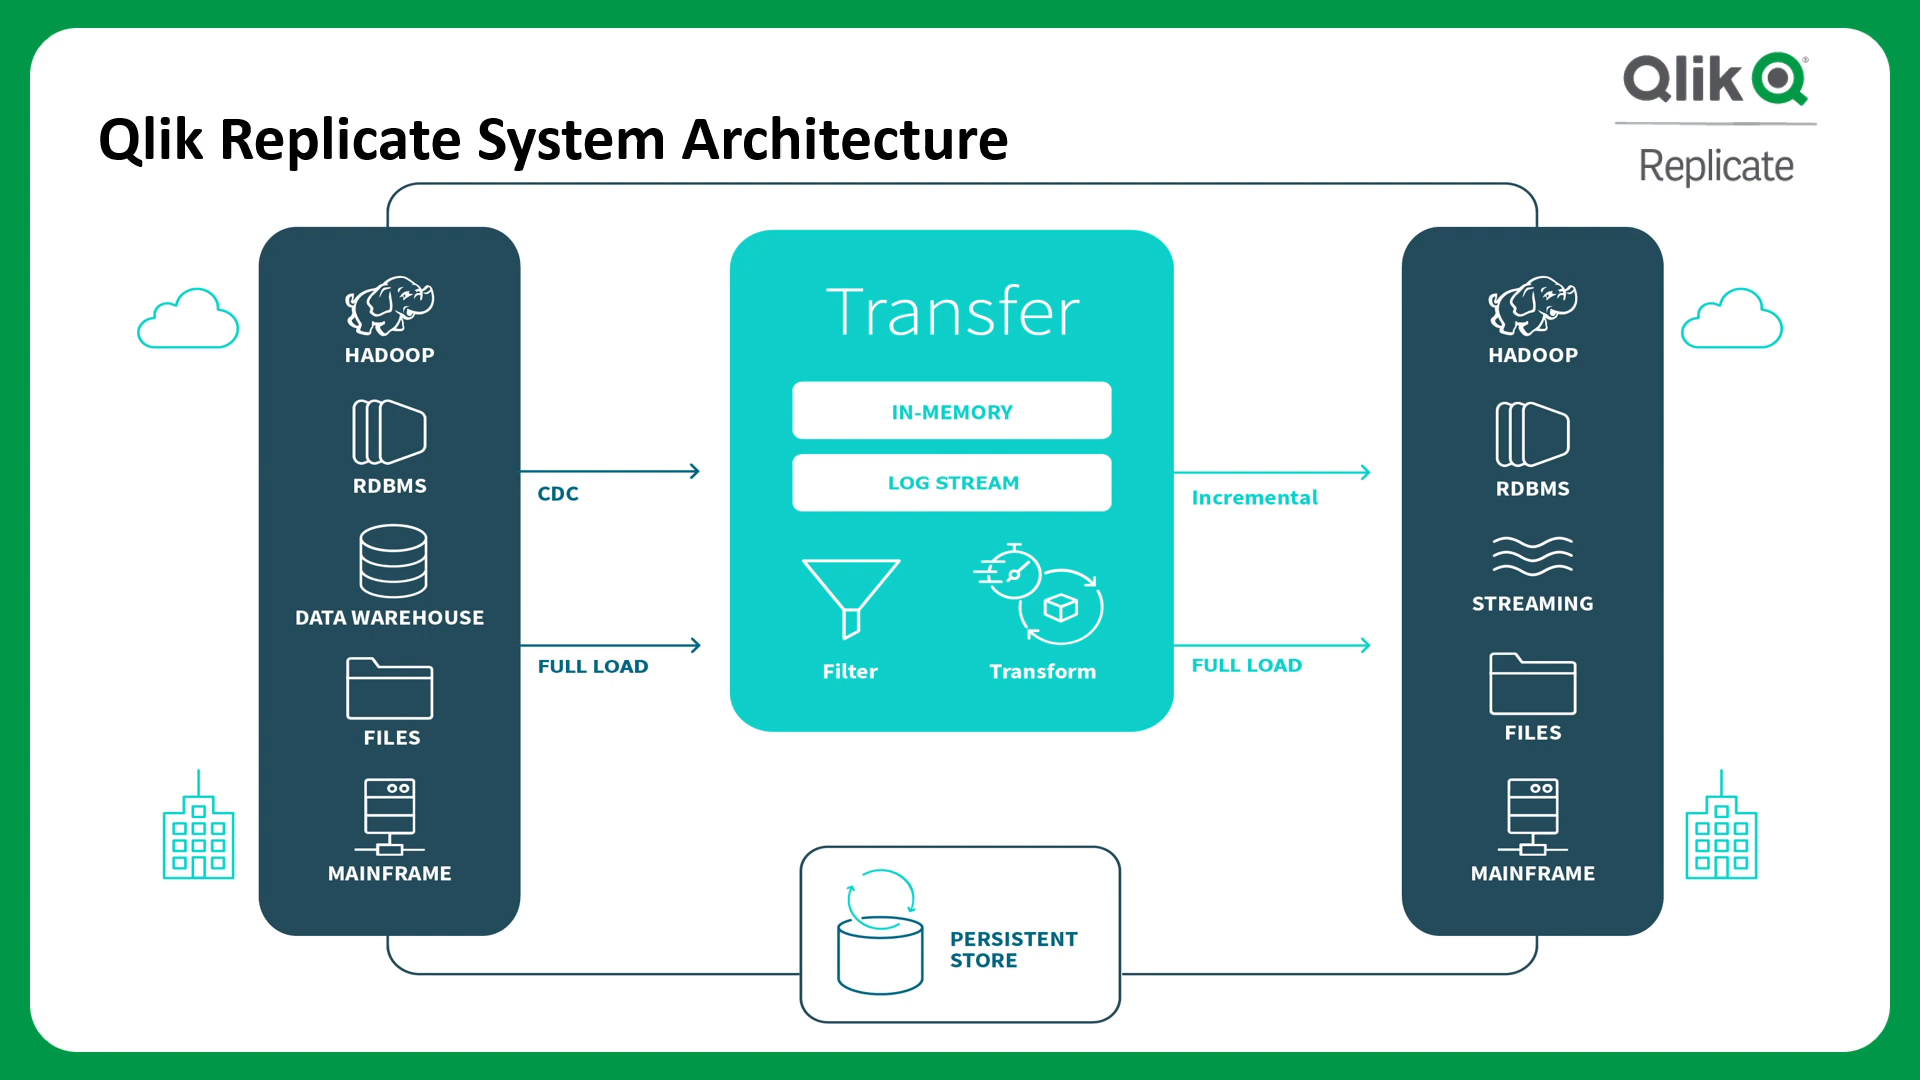 Qlik
Replicate
Qlik Replicate System Architecture
HADOOP
RDBMS
DATA WAREHOUSE
FILES
MAINFRAME
CDC
FULL LOAD
Transfer
IN-MEMORY
LOG STREAM
Filter
Transform
Incremental
FULL LOAD
HADOOP
RDBMS
STREAMING
FILES
MAINFRAME
PERSISTENT
STORE